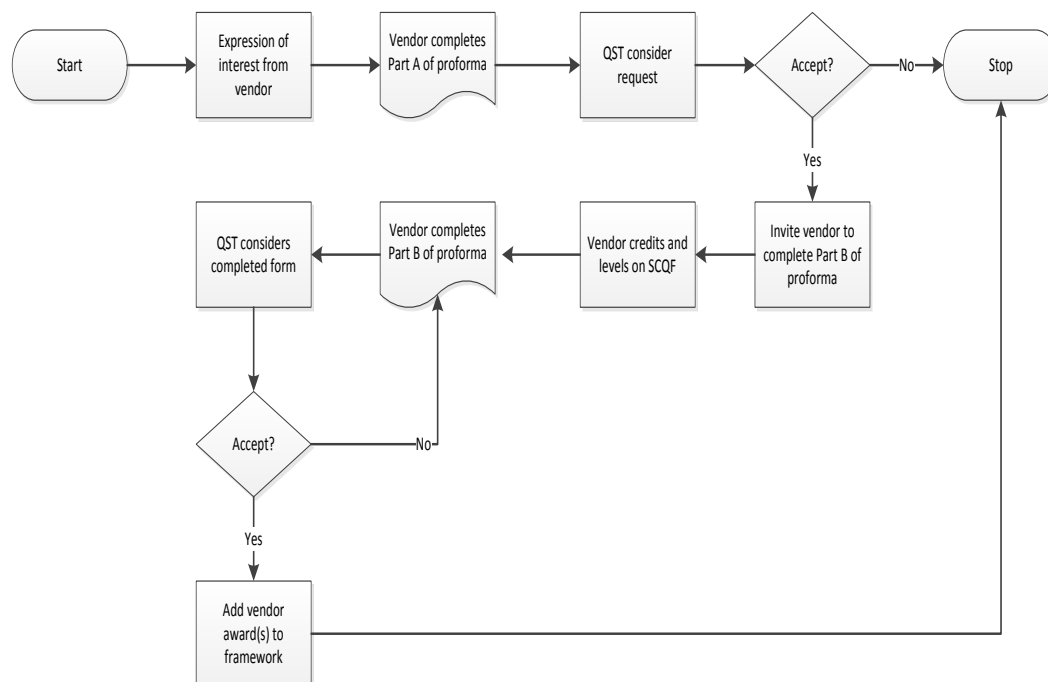 Start
Expression of
interest from
vendor
Vendor completes
Part A of proforma
QST consider
request
Accept?
No
Stop
Yes
QST considers
completed form
Vendor completes
Part B of proforma
Vendor credits and
levels on SCQF
Invite vendor to
complete Part B of
proforma
Accept?
No
Yes
Add vendor
award(s) to
framework